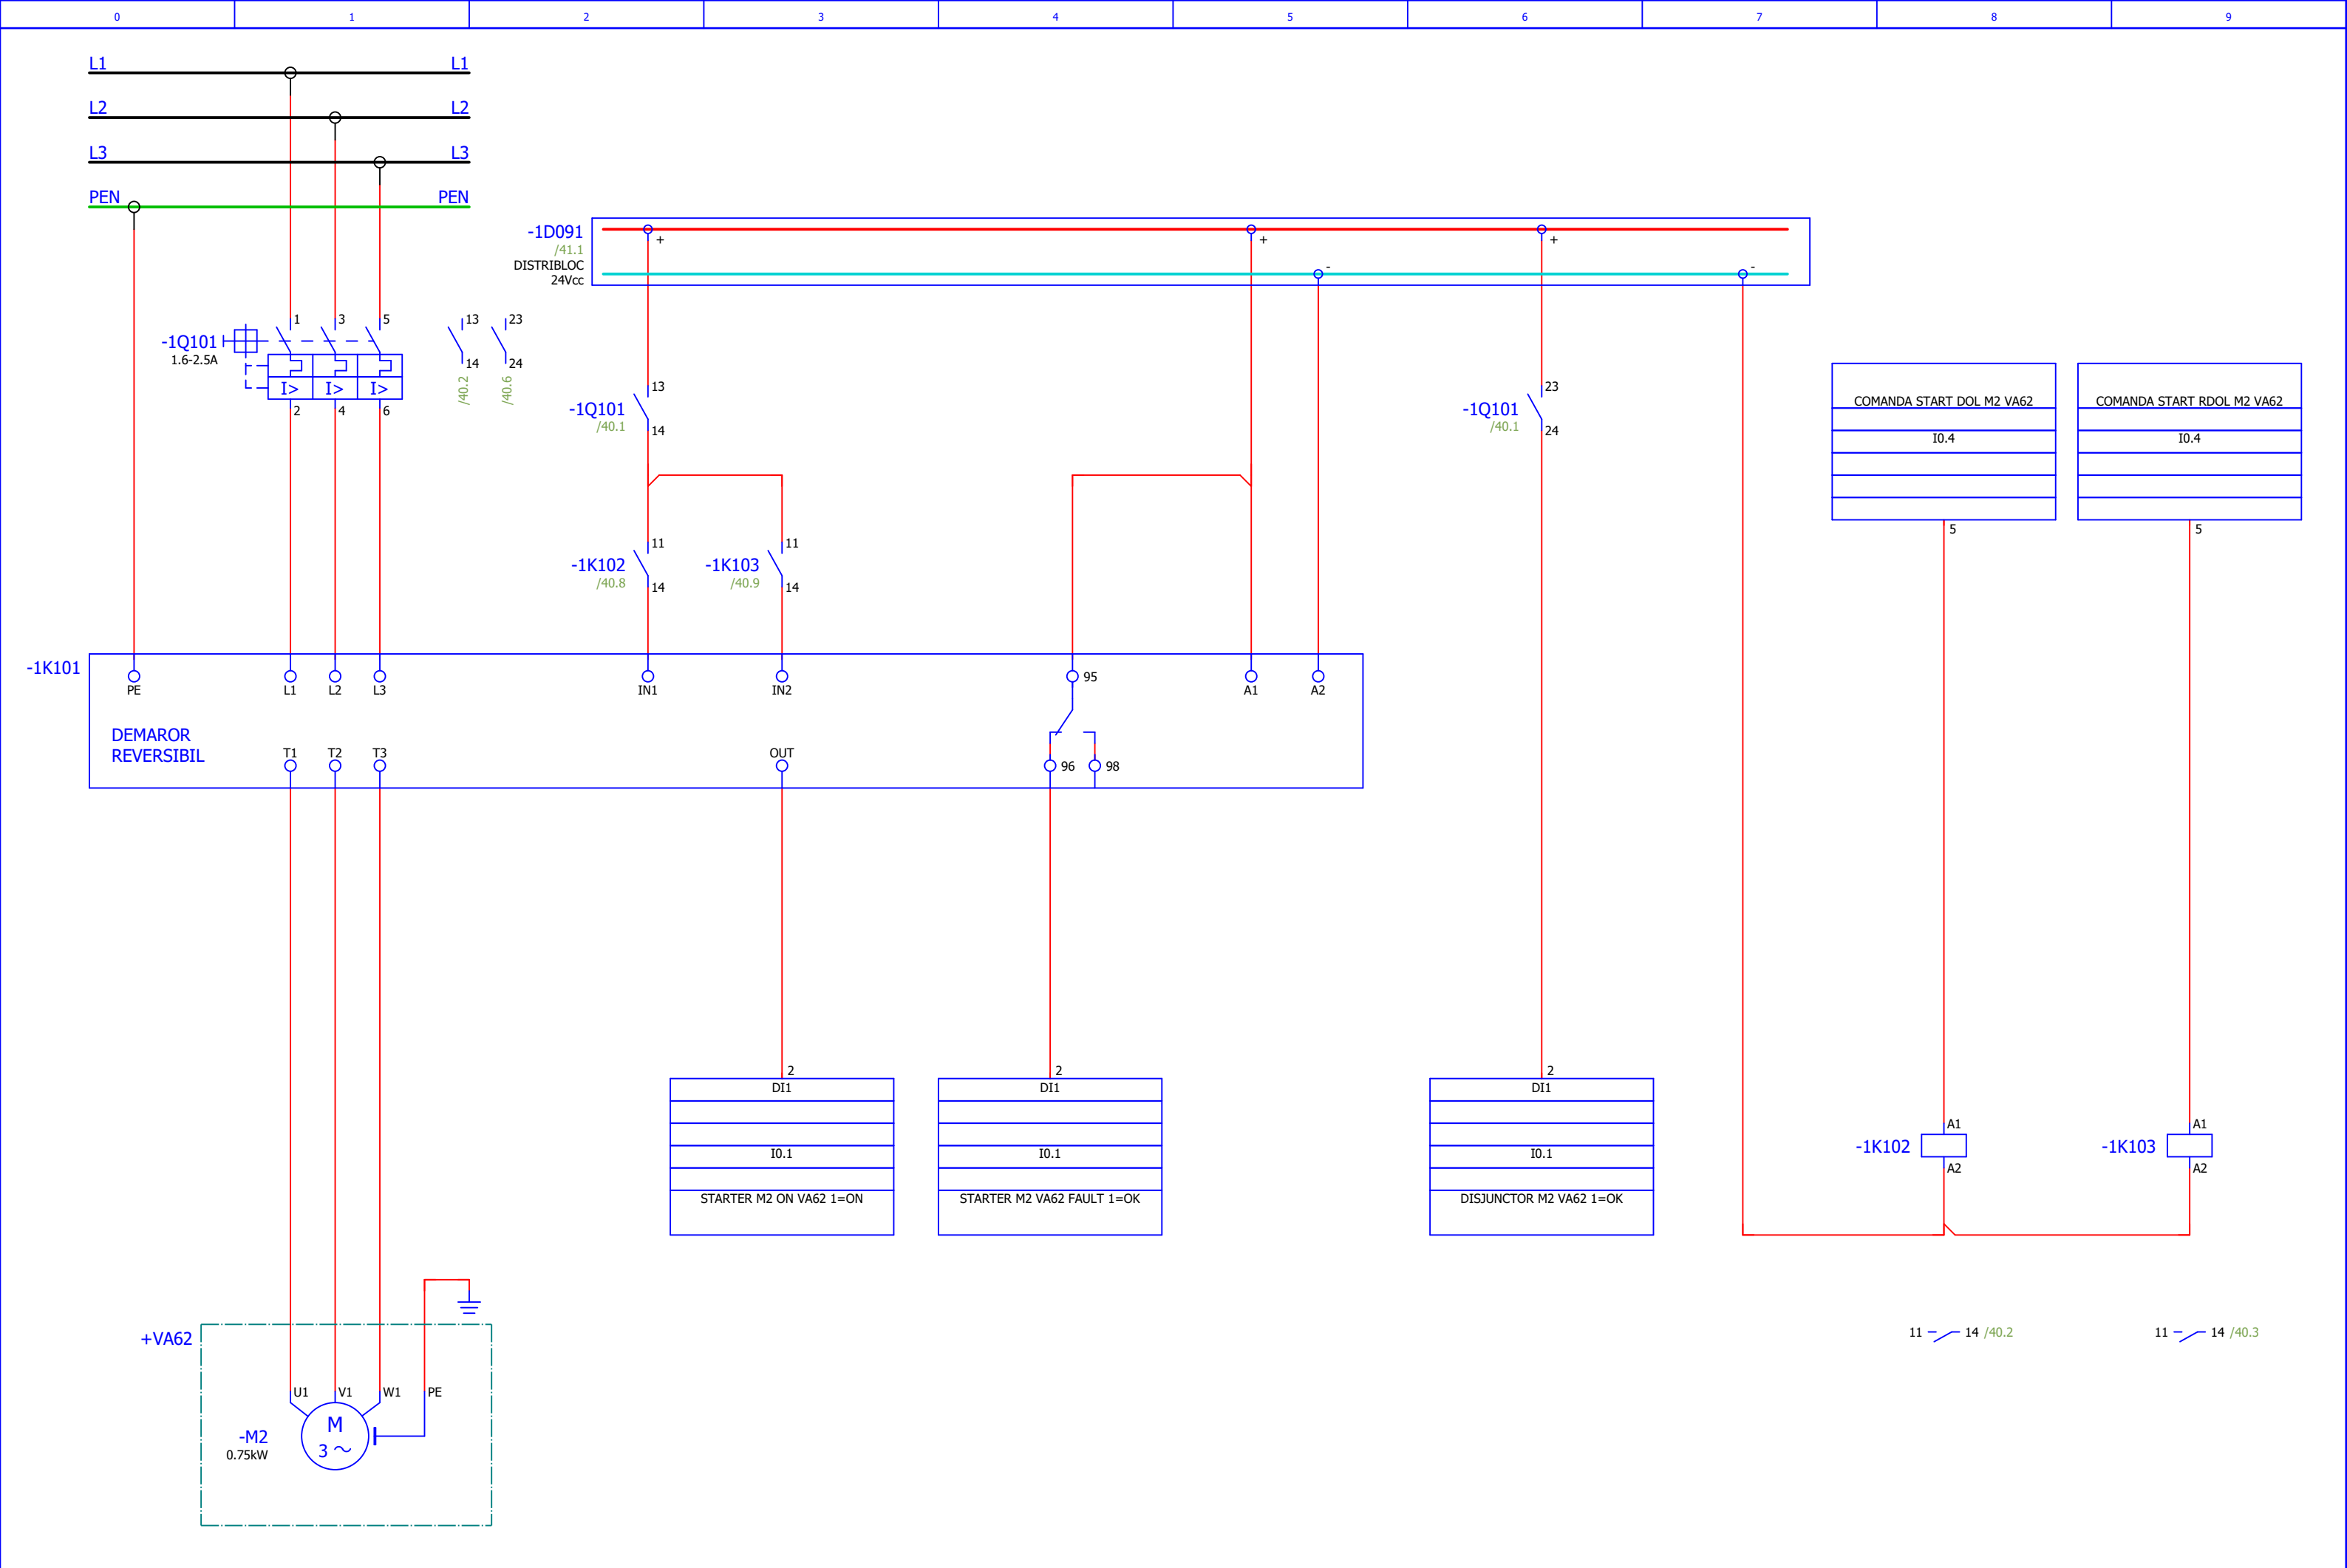 0 1 2 3 4 5 6 7 8 9
L1 L1
L2 L2
L3 L3
PEN PEN
-1D091
/41.1
DISTRIBLOC
24Vcc
+ + - + -
-1Q101
1.6-2.5A
1 3 5
I> I> I>
2 4 6
13 23
14 24
/40.2 /40.6
-1Q101
/40.1
13
14
-1Q101
/40.1
23
24
COMANDA START DOL M2 VA62
I0.4
5
COMANDA START RDOL M2 VA62
I0.4
5
-1K102
/40.8
11
14
-1K103
/40.9
11
14
-1K101
PE L1 L2 L3 IN1 IN2 95 A1 A2
DEMAROR
REVERSIBIL
T1 T2 T3 OUT 96 98
2
DI1
I0.1
STARTER M2 ON VA62 1=ON
2
DI1
I0.1
STARTER M2 VA62 FAULT 1=OK
2
DI1
I0.1
DISJUNCTOR M2 VA62 1=OK
-1K102
A1
A2
-1K103
A1
A2
11 14 /40.2
11 14 /40.3
+VA62
U1 V1 W1 PE
-M2
0.75kW
M
3 ~